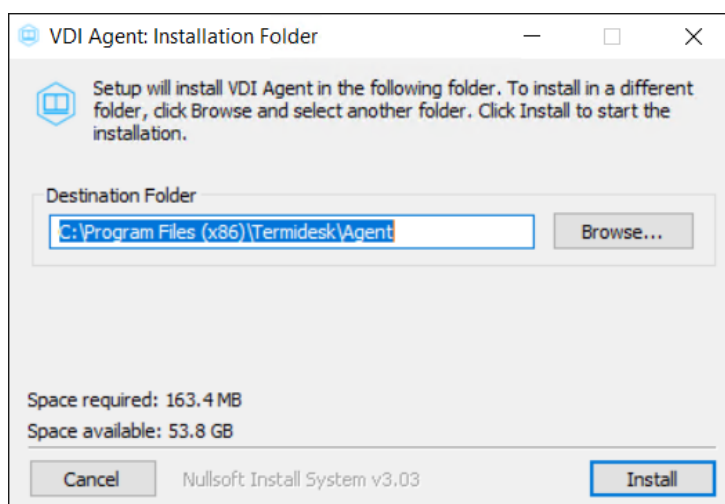 VDI Agent: Installation Folder
Setup will install VDI Agent in the following folder. To install in a different
folder, click Browse and select another folder. Click Install to start the
installation.
Destination Folder
C:\Program Files (x86)\Termidesk\Agent
Browse...
Space required: 163.4 MB
Space available: 53.8 GB
Cancel
Nullsoft Install System v3.03
Install